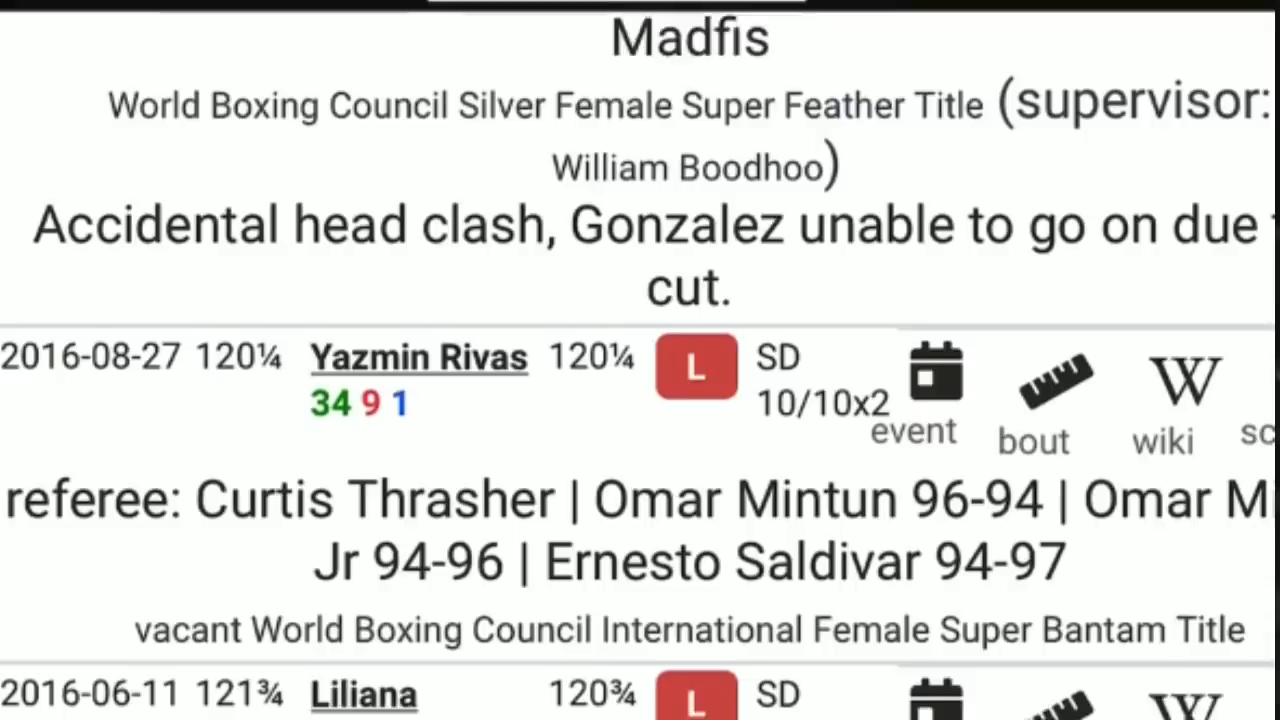 Madfis
World Boxing Council Silver Female Super Feather Title (supervisor:
William Boodhoo)
Accidental head clash, Gonzalez unable to go on due
cut.
2016-08-27 120¼ Yazmin Rivas 120¼ L SD
34 9 1 10/10x2
event bout wiki sc
referee: Curtis Thrasher | Omar Mintun 96-94 | Omar M
Jr 94-96 | Ernesto Saldivar 94-97
vacant World Boxing Council International Female Super Bantam Title
2016-06-11 121¾ Liliana 120¾ L SD